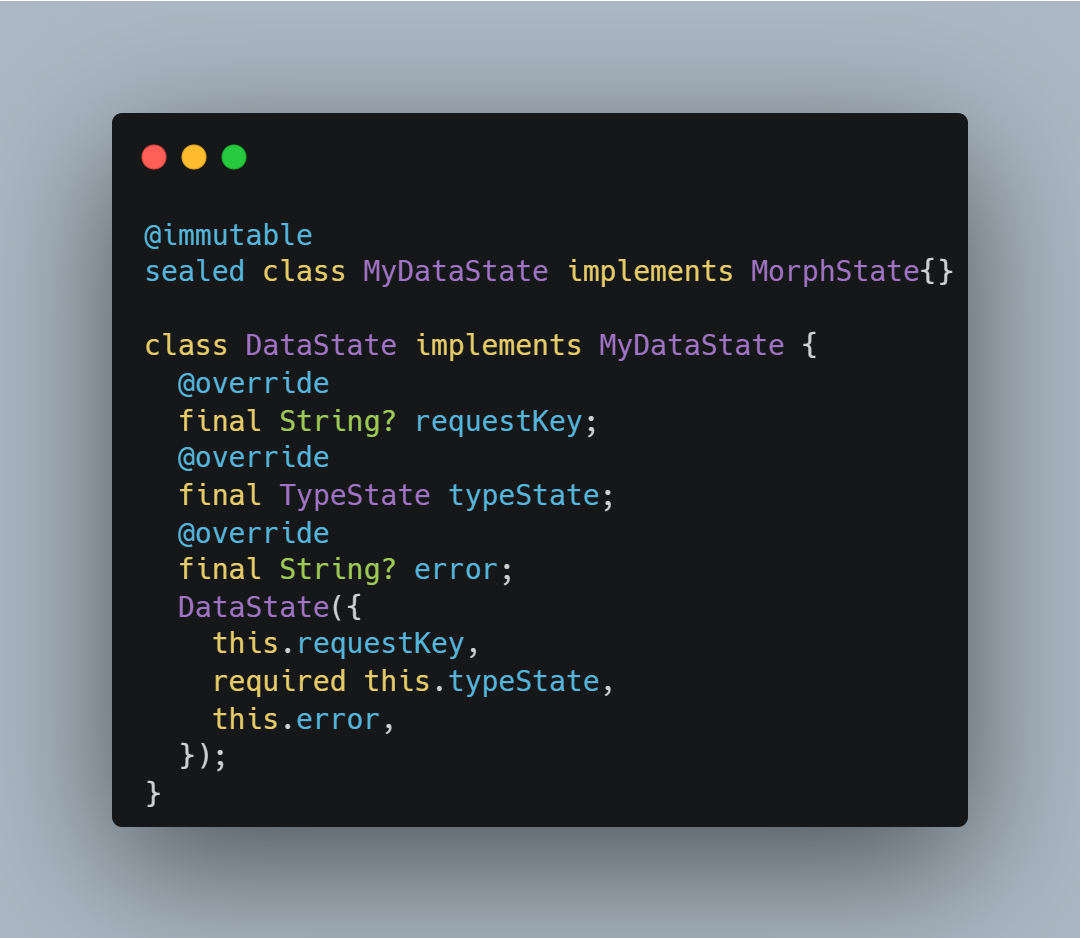 @immutable
sealed class MyDataState implements MorphState{}
class DataState implements MyDataState {
  @override
  final String? requestKey;
  @override
  final TypeState typeState;
  @override
  final String? error;
  DataState({
    this.requestKey,
    required this.typeState,
    this.error,
  });
}